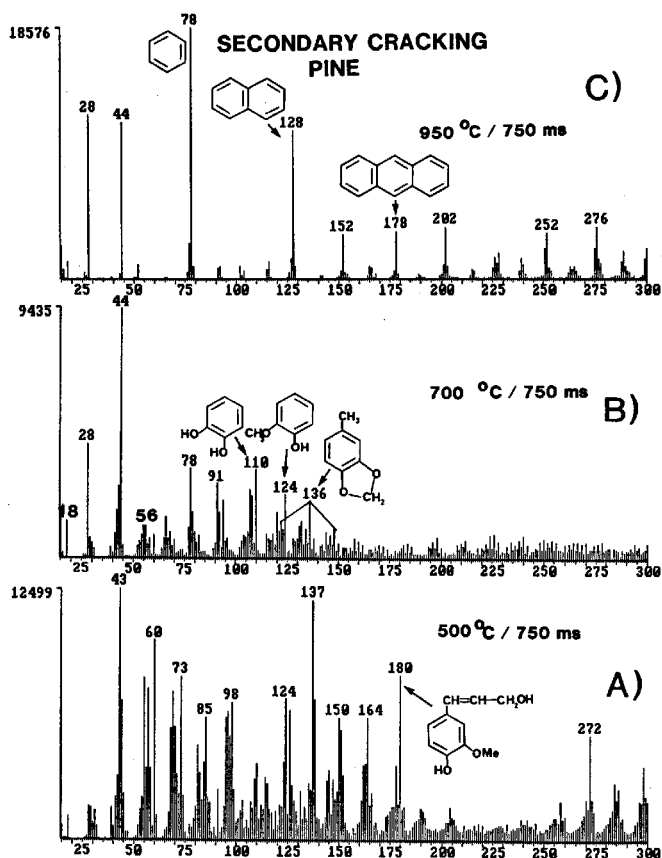 SECONDARY CRACKING
PINE
C)
950 °C / 750 ms
18576
28
44
78
128
152
178
202
252
276
25 50 75 100 125 150 175 200 225 250 275 300
B)
700 °C / 750 ms
9435
18
28
44
56
78
91
110
124
136
HO
HO
CH₃O
OH
CH₃
O
O
CH₂
25 50 75 100 125 150 175 200 225 250 275 300
A)
500 °C / 750 ms
12499
43
60
73
85
98
124
137
150
164
180
272
CH=CH-CH₂OH
OMe
HO
25 50 75 100 125 150 175 200 225 250 275 300